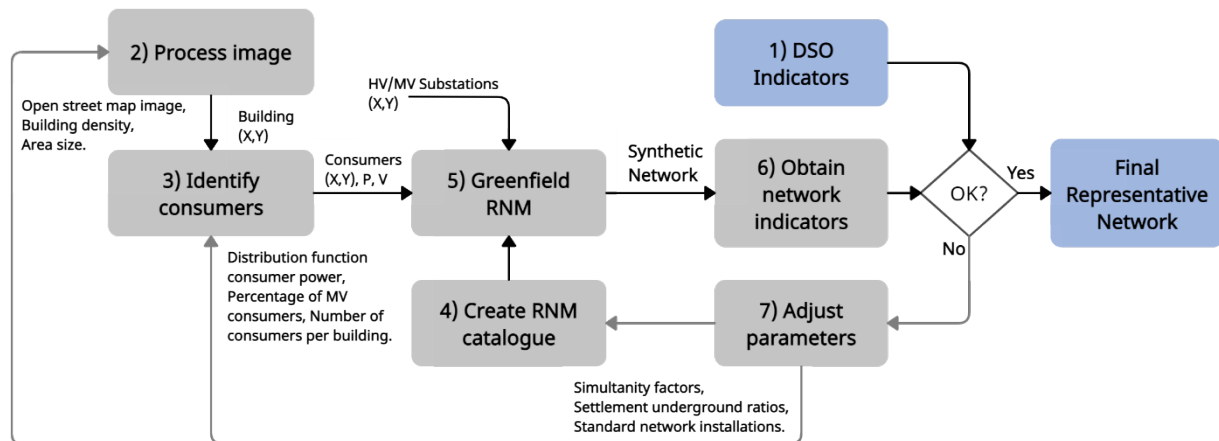 2) Process image
1) DSO
Indicators
HV/MV Substations
(X,Y)
Open street map image,
Building density,
Area size.
Building
(X,Y)
3) Identify
consumers
Consumers
(X,Y), P, V
5) Greenfield
RNM
Synthetic
Network
6) Obtain
network
indicators
OK?
Yes
Final
Representative
Network
No
Distribution function
consumer power,
Percentage of MV
consumers, Number of
consumers per building.
4) Create RNM
catalogue
7) Adjust
parameters
Simultanity factors,
Settlement underground ratios,
Standard network installations.